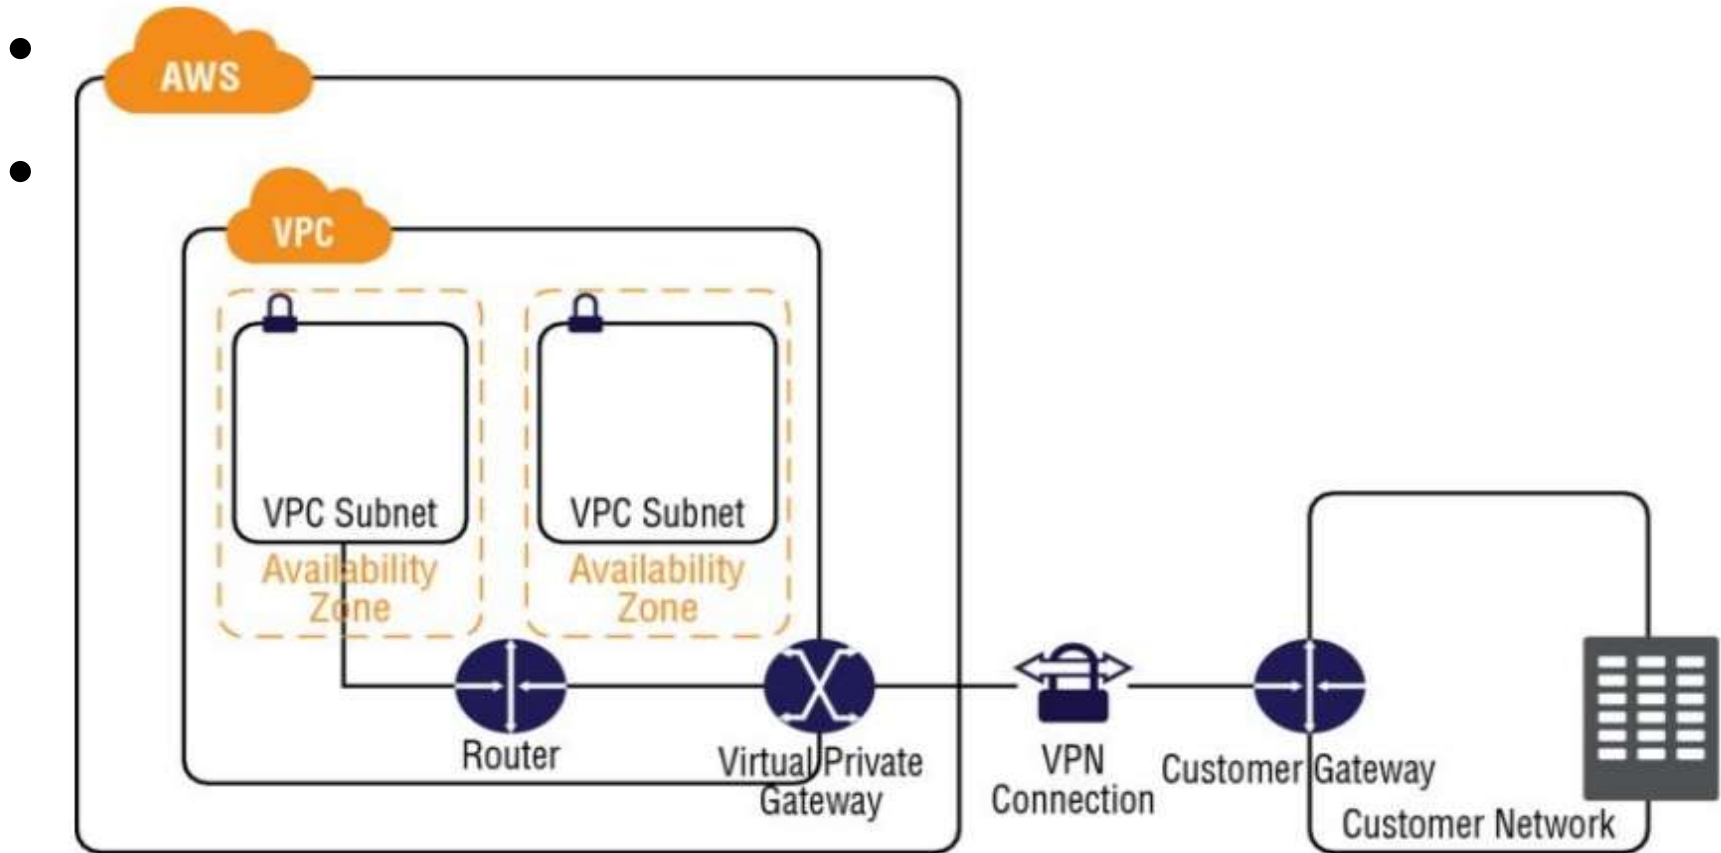 AWS
VPC
VPC Subnet
VPC Subnet
Availability
Zone
Availability
Zone
Router
Virtual Private
Gateway
VPN
Connection
Customer Gateway
Customer Network